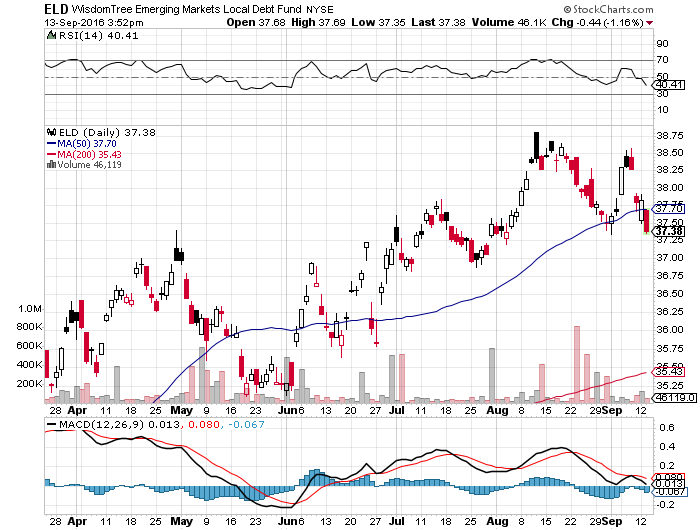 ELD WisdomTree Emerging Markets Local Debt Fund NYSE © StockCharts.com
13-Sep-2016 3:52pm Open 37.68 High 37.69 Low 37.35 Last 37.38 Volume 46.1K Chg -0.44 (-1.16%)
RSI(14) 40.41
90
70
50
40.41
30
10
ELD (Daily) 37.38
MA(50) 37.70
MA(200) 35.43
Volume 46,119
38.75
38.50
38.25
38.00
37.75
37.70
37.50
37.38
37.25
37.00
36.75
36.50
36.25
1.0M 36.00
800K
35.75
600K
35.50
400K 35.43
35.25
200K
46119.0
28 Apr 11 18 25 May 9 16 23 Jun 6 13 20 27 Jul 11 18 25 Aug 8 15 22 29 Sep 12
MACD(12,26,9) 0.013, 0.080, -0.067
0.6
0.4
0.2
0.080
0.013
-0.067
-0.2
28 Apr 11 18 25 May 9 16 23 Jun 6 13 20 27 Jul 11 18 25 Aug 8 15 22 29 Sep 12